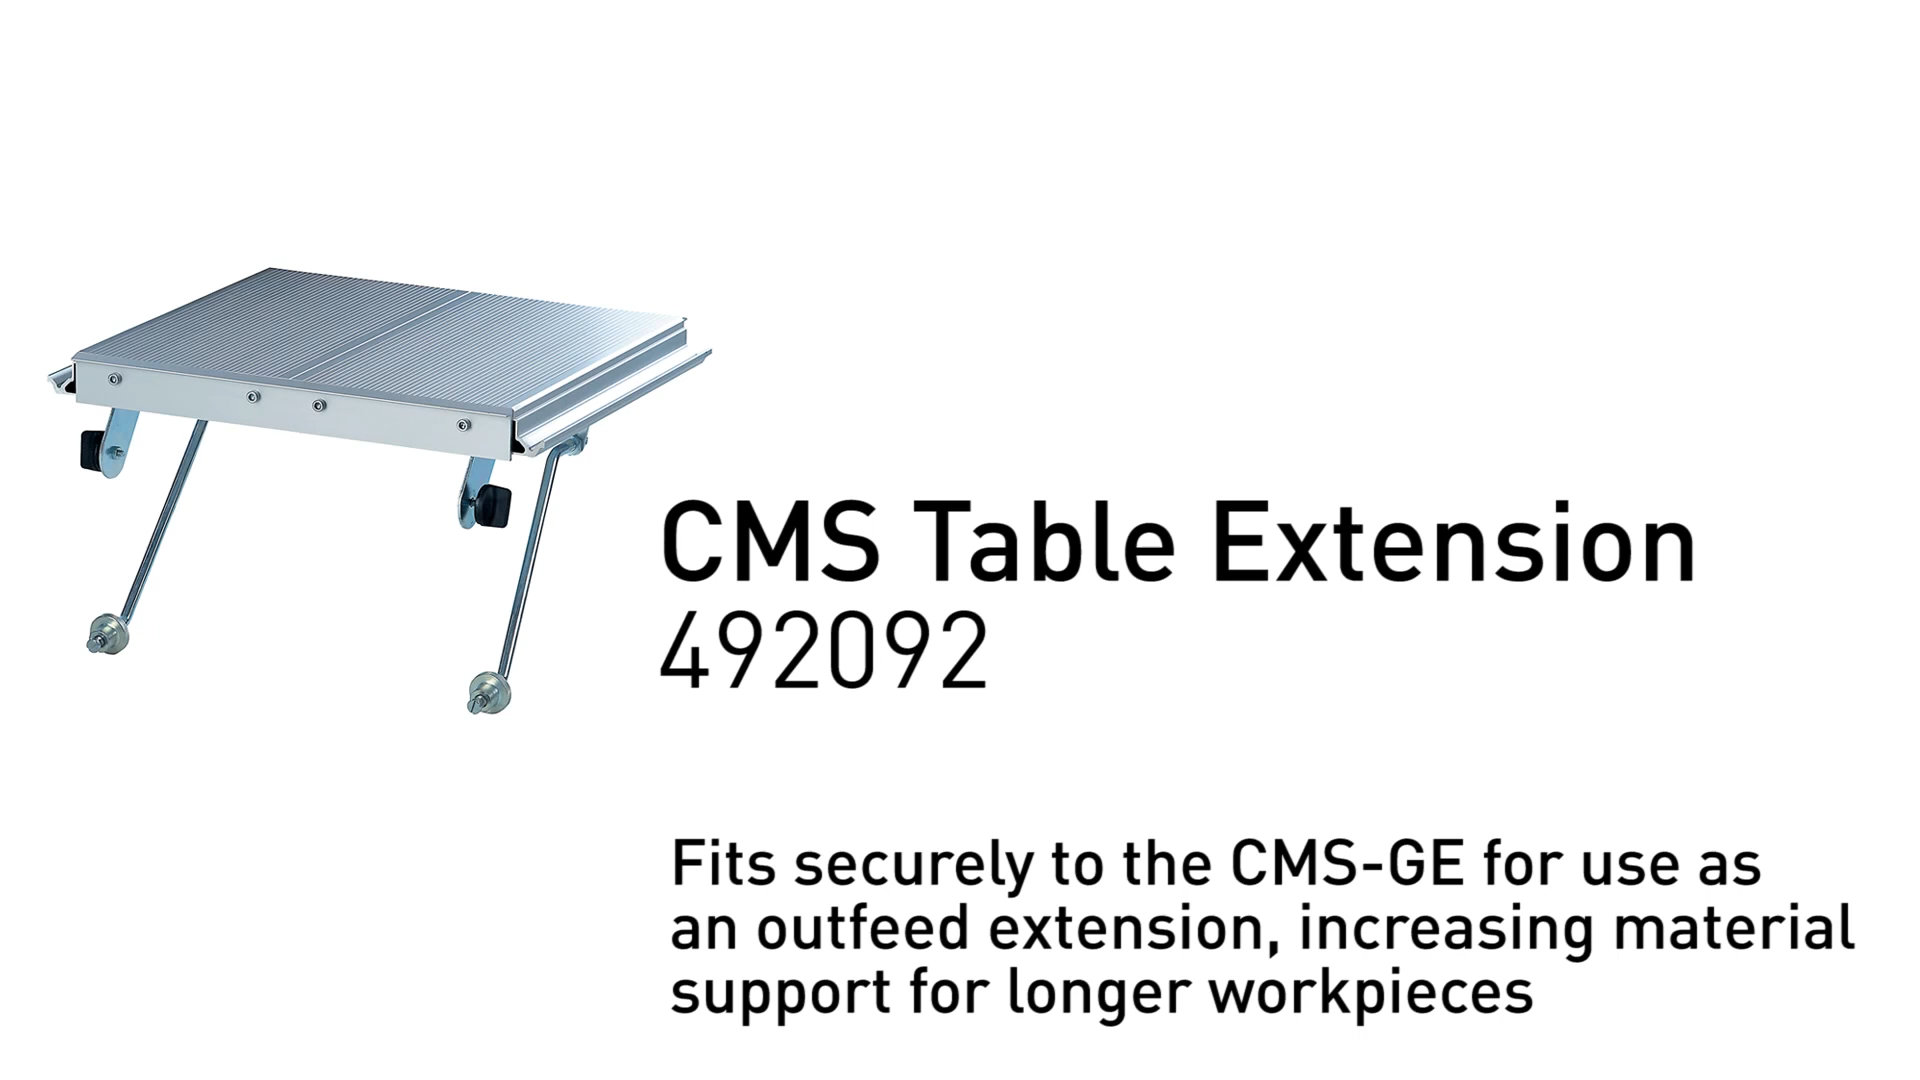 CMS Table Extension
492092
Fits securely to the CMS-GE for use as
an outfeed extension, increasing material
support for longer workpieces